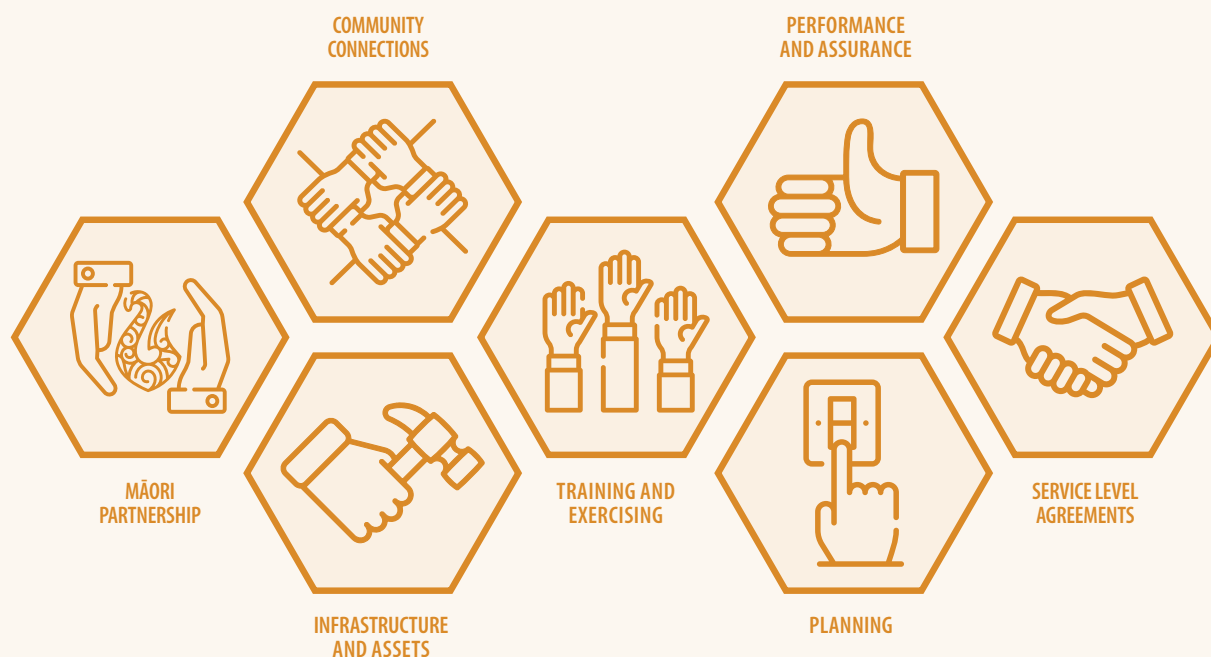 COMMUNITY
CONNECTIONS
PERFORMANCE
AND ASSURANCE
MĀORI
PARTNERSHIP
TRAINING AND
EXERCISING
SERVICE LEVEL
AGREEMENTS
INFRASTRUCTURE
AND ASSETS
PLANNING